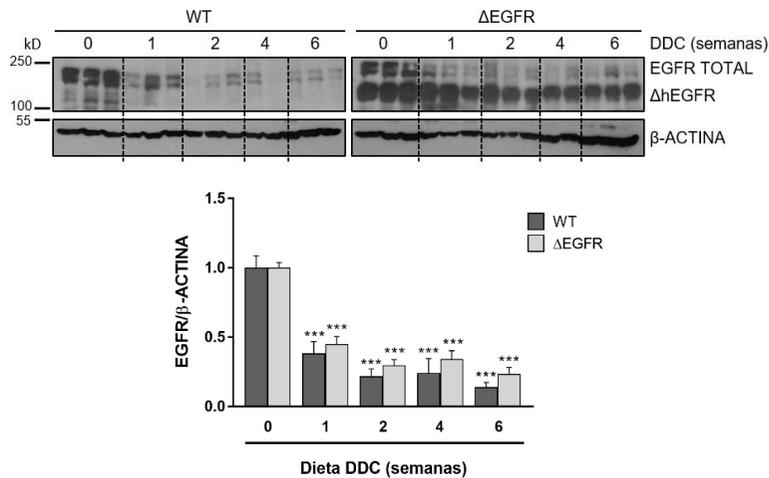 WT ΔEGFR
kD 0 1 2 4 6 0 1 2 4 6 DDC (semanas)
250 EGFR TOTAL
100 ΔhEGFR
55 β-ACTINA
1.5
WT
ΔEGFR
1.0
EGFR/β-ACTINA
0.5
*** *** *** *** *** *** *** ***
0.0
0 1 2 4 6
Dieta DDC (semanas)